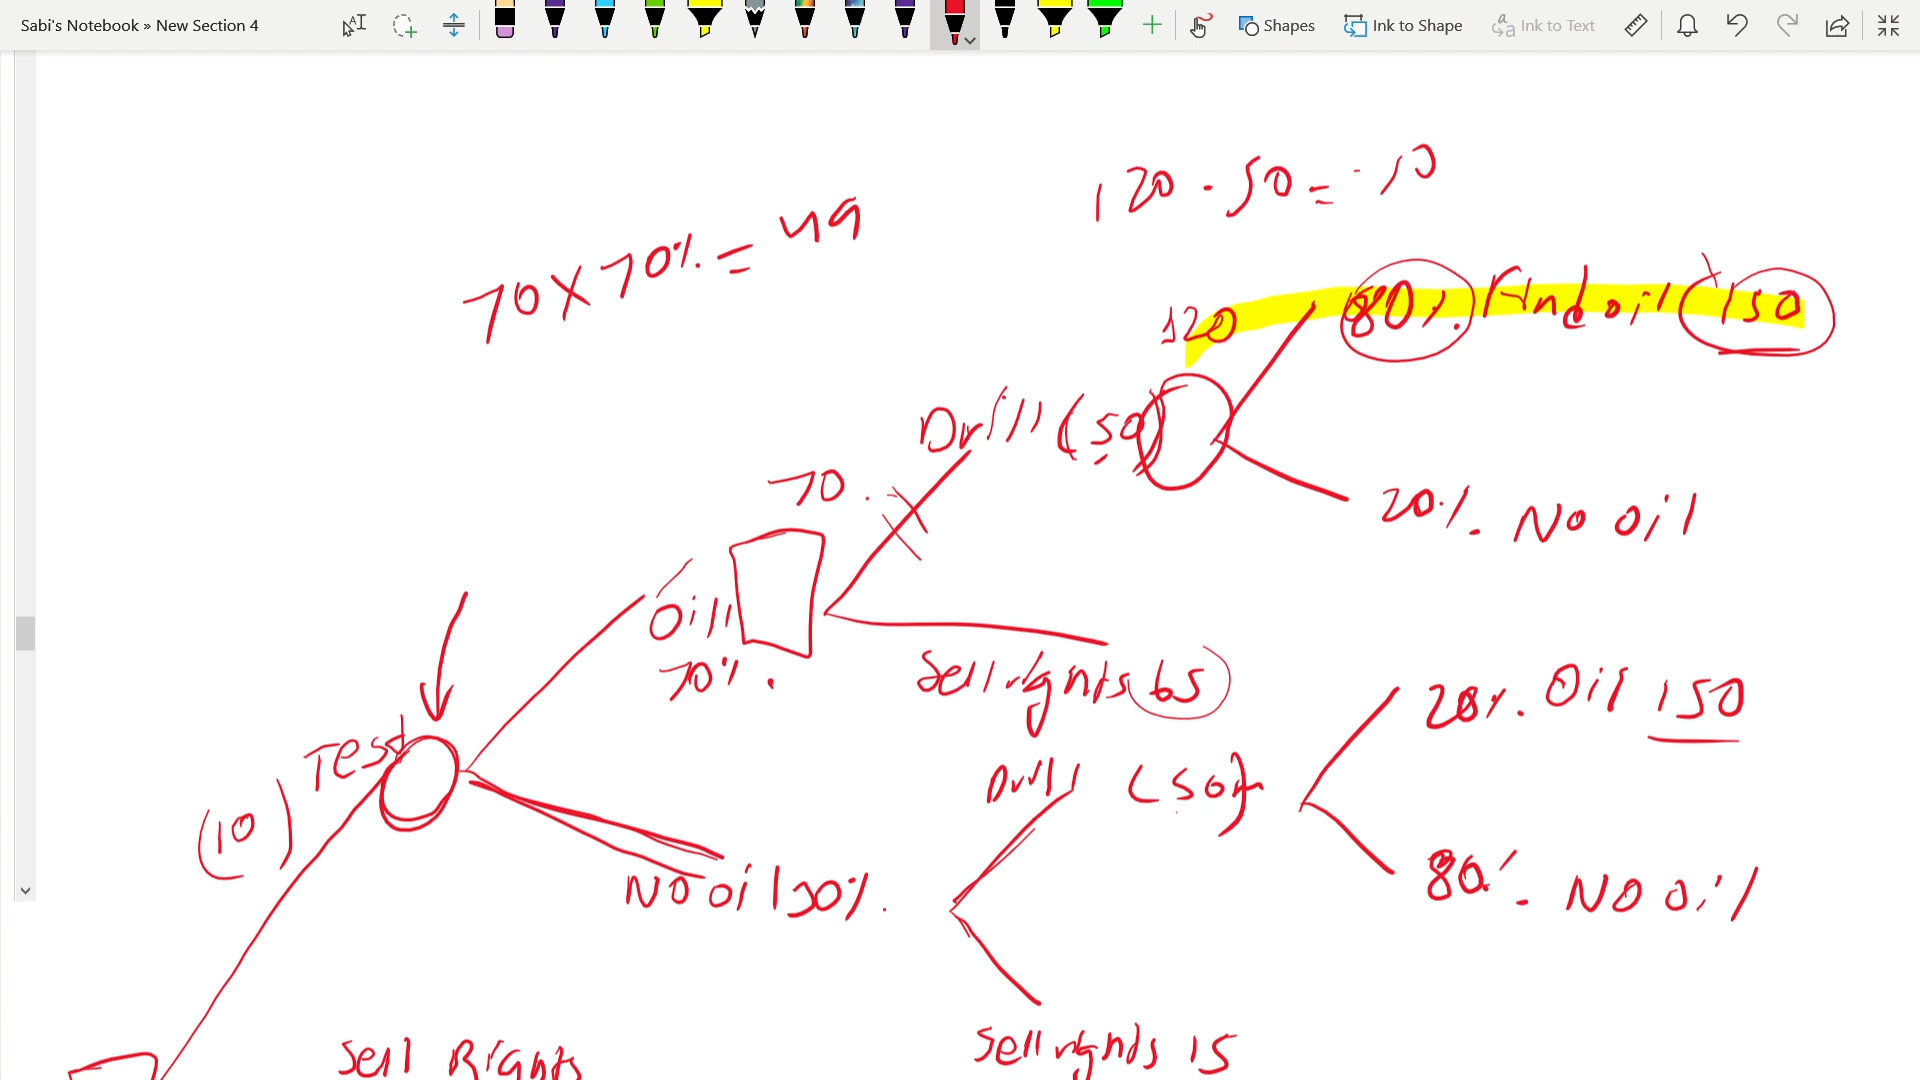 Sabi's Notebook » New Section 4
Shapes
Ink to Shape
Ink to Text
120 - 50 = 70
70 X 70% = 49
120
80% Find oil 150
Drill (50)
70
20% No oil
Oil
70%
Sell rights 65
20% Oil 150
Test
Drill (50)
(10)
No oil 30%
80% No oil
Sell Rights
Sell rights 15